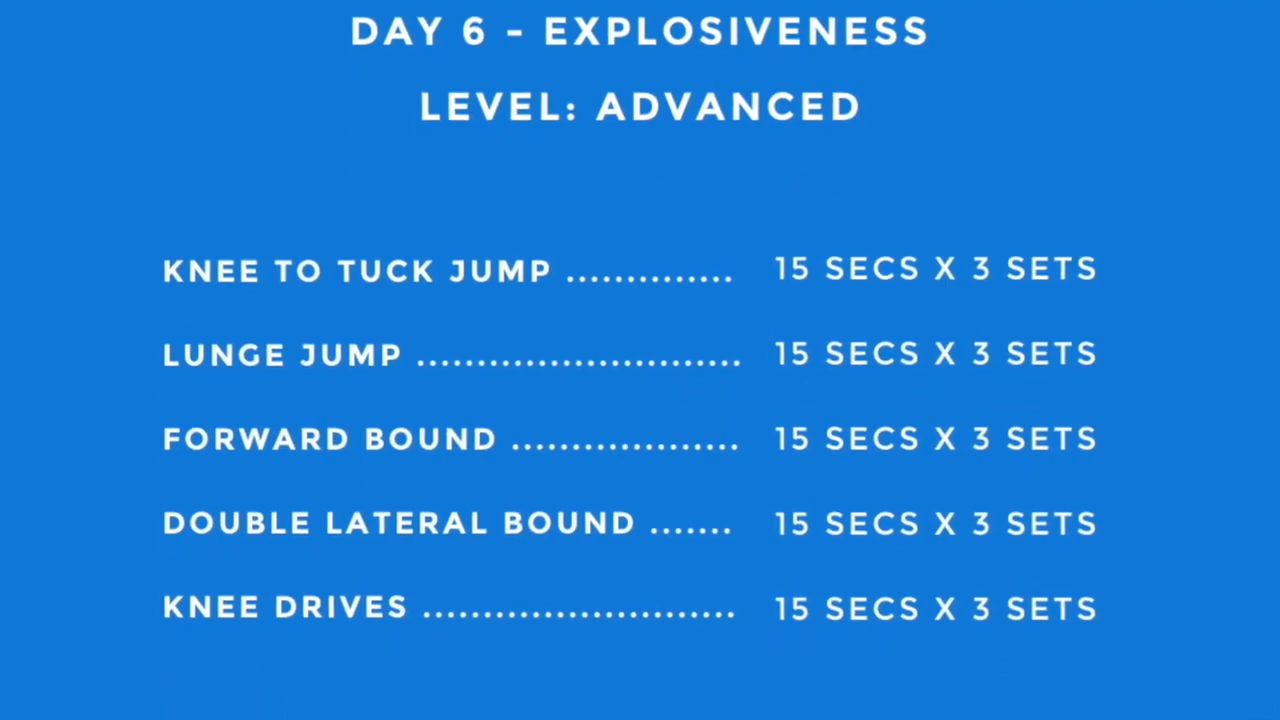 DAY 6 - EXPLOSIVENESS
LEVEL: ADVANCED
KNEE TO TUCK JUMP .............. 15 SECS X 3 SETS
LUNGE JUMP ........................... 15 SECS X 3 SETS
FORWARD BOUND ................... 15 SECS X 3 SETS
DOUBLE LATERAL BOUND ....... 15 SECS X 3 SETS
KNEE DRIVES .......................... 15 SECS X 3 SETS